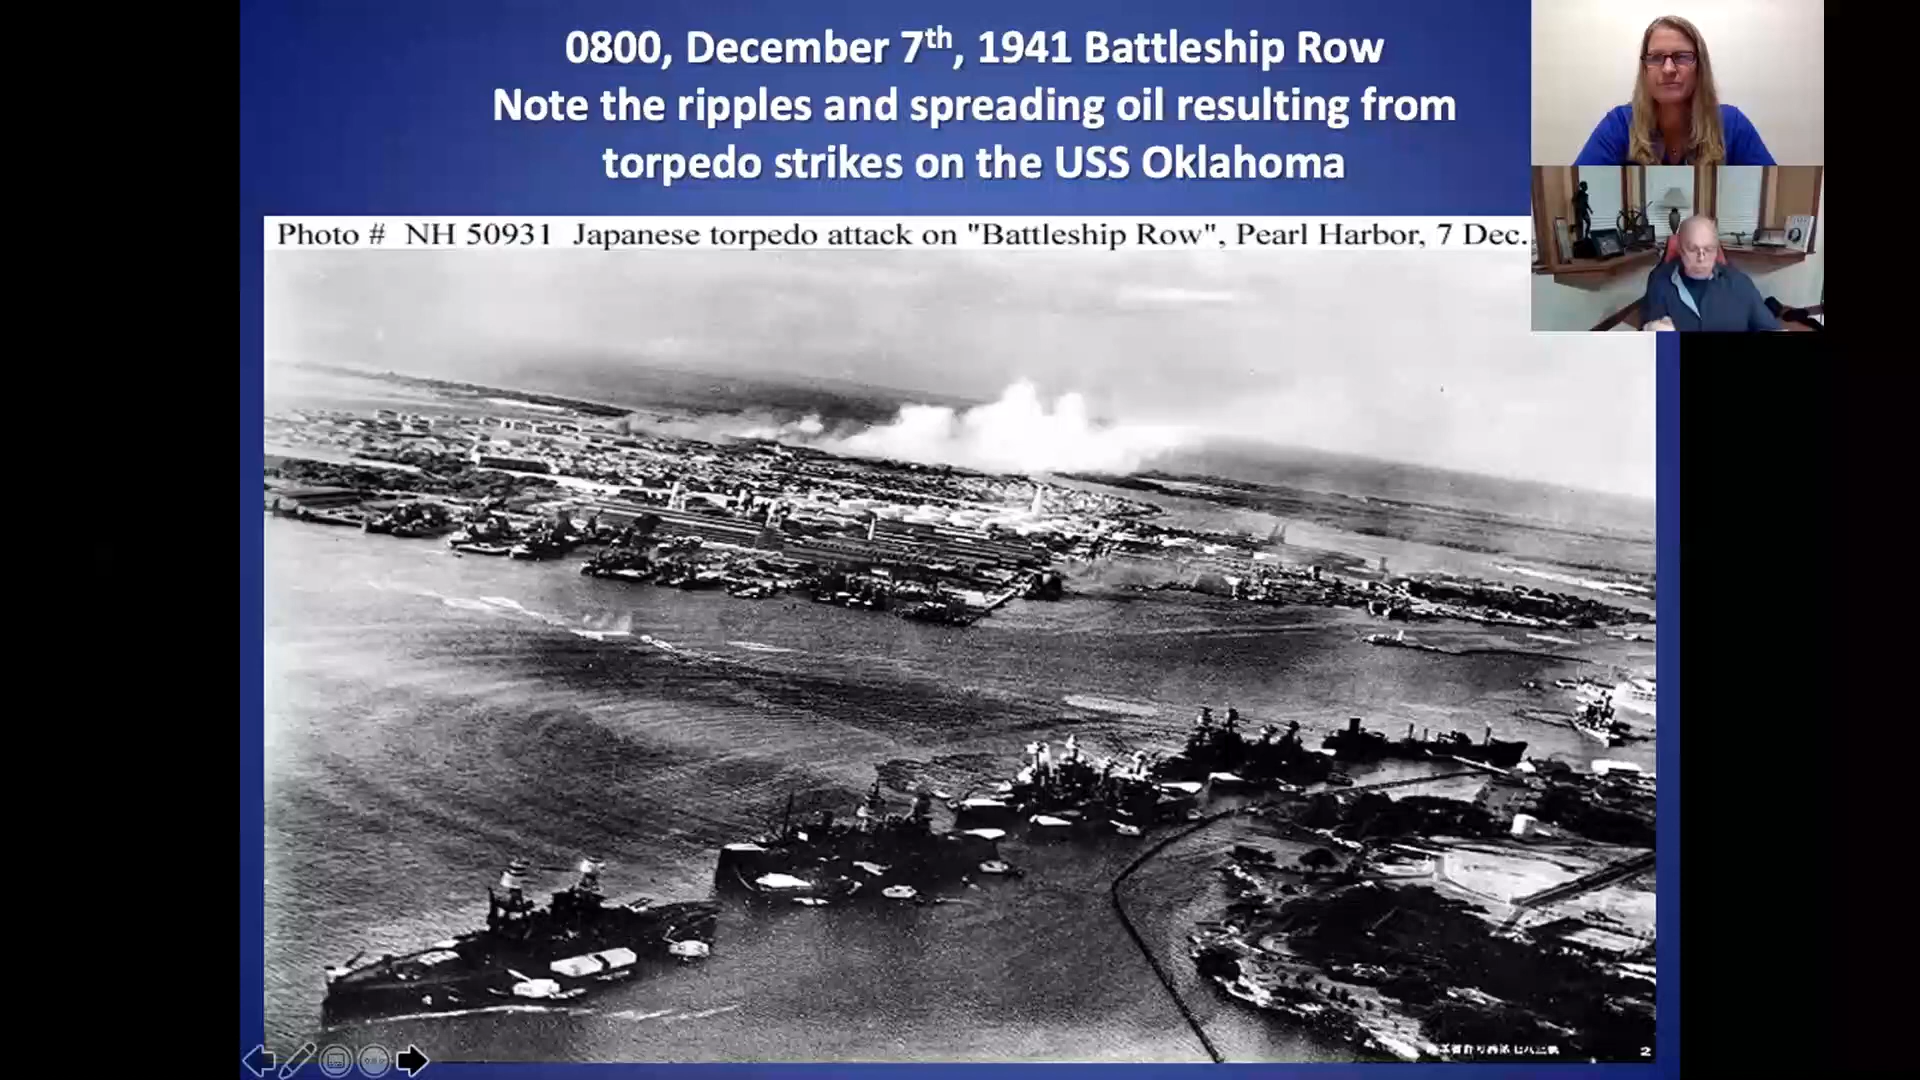 0800, December 7th, 1941 Battleship Row
Note the ripples and spreading oil resulting from
torpedo strikes on the USS Oklahoma
Photo # NH 50931 Japanese torpedo attack on "Battleship Row", Pearl Harbor, 7 Dec.
2